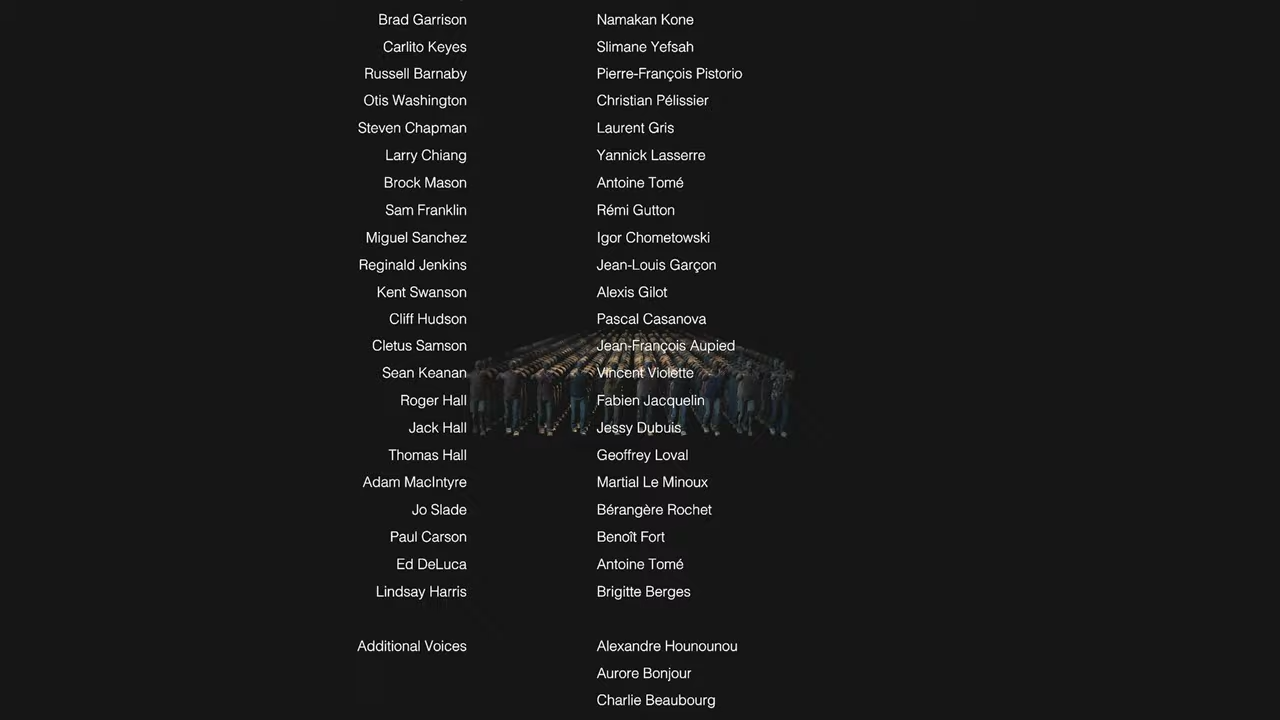 Brad Garrison Namakan Kone
Carlito Keyes Slimane Yefsah
Russell Barnaby Pierre-François Pistorio
Otis Washington Christian Pélissier
Steven Chapman Laurent Gris
Larry Chiang Yannick Lasserre
Brock Mason Antoine Tomé
Sam Franklin Rémi Gutton
Miguel Sanchez Igor Chometowski
Reginald Jenkins Jean-Louis Garçon
Kent Swanson Alexis Gilot
Cliff Hudson Pascal Casanova
Cletus Samson Jean-François Aupied
Sean Keanan Vincent Violette
Roger Hall Fabien Jacquelin
Jack Hall Jessy Dubuis
Thomas Hall Geoffrey Loval
Adam MacIntyre Martial Le Minoux
Jo Slade Bérangère Rochet
Paul Carson Benoît Fort
Ed DeLuca Antoine Tomé
Lindsay Harris Brigitte Berges
Additional Voices Alexandre Hounounou
Aurore Bonjour
Charlie Beaubourg